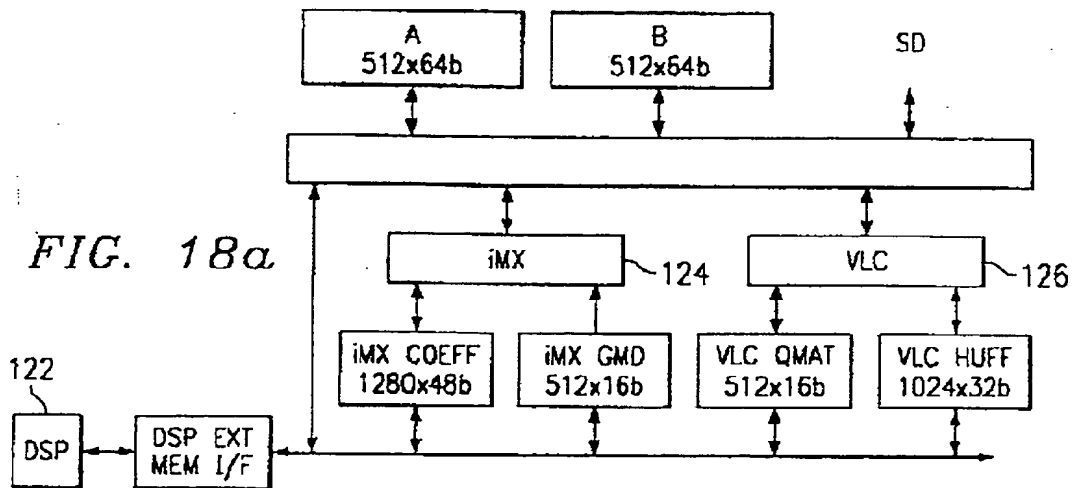 A
512x64b
B
512x64b
SD
FIG. 18a
iMX
124
VLC
126
iMX COEFF
1280x48b
iMX GMD
512x16b
VLC QMAT
512x16b
VLC HUFF
1024x32b
122
DSP
DSP EXT
MEM I/F